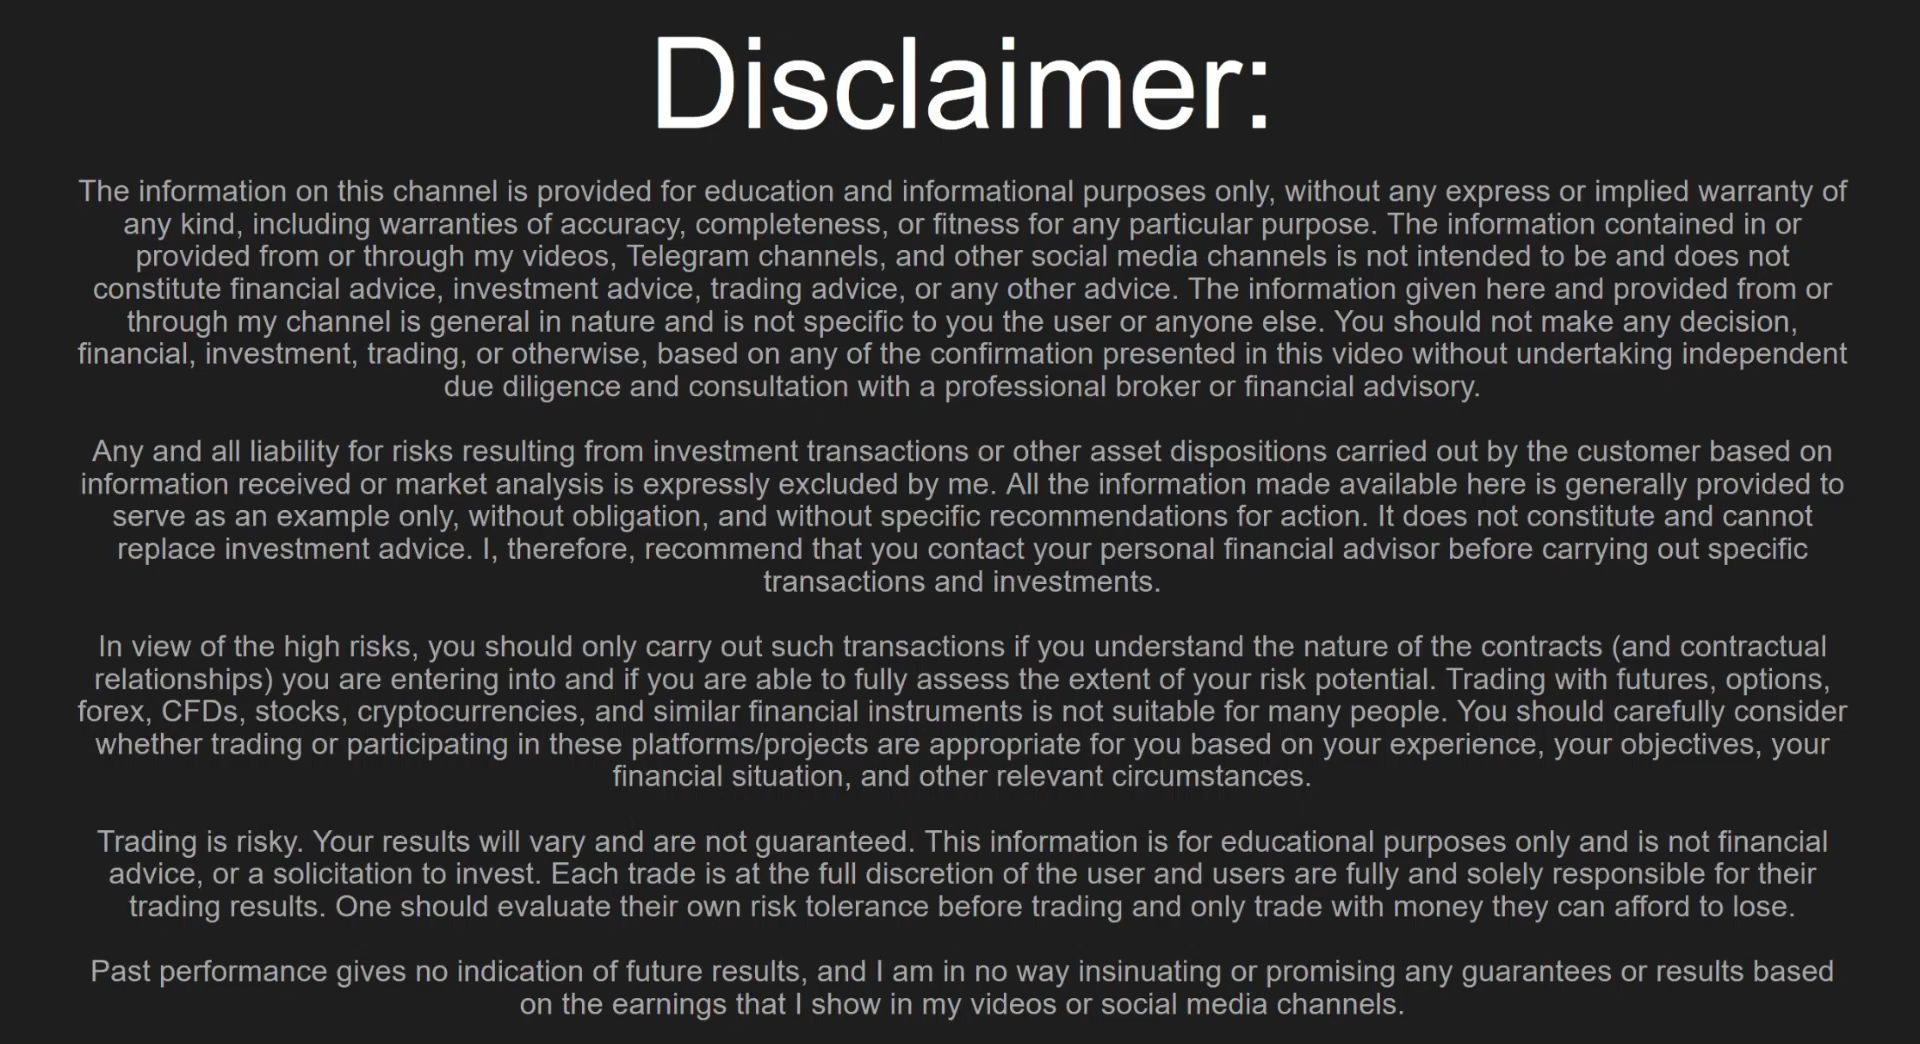 Disclaimer:
The information on this channel is provided for education and informational purposes only, without any express or implied warranty of
any kind, including warranties of accuracy, completeness, or fitness for any particular purpose. The information contained in or
provided from or through my videos, Telegram channels, and other social media channels is not intended to be and does not
constitute financial advice, investment advice, trading advice, or any other advice. The information given here and provided from or
through my channel is general in nature and is not specific to you the user or anyone else. You should not make any decision,
financial, investment, trading, or otherwise, based on any of the confirmation presented in this video without undertaking independent
due diligence and consultation with a professional broker or financial advisory.
Any and all liability for risks resulting from investment transactions or other asset dispositions carried out by the customer based on
information received or market analysis is expressly excluded by me. All the information made available here is generally provided to
serve as an example only, without obligation, and without specific recommendations for action. It does not constitute and cannot
replace investment advice. I, therefore, recommend that you contact your personal financial advisor before carrying out specific
transactions and investments.
In view of the high risks, you should only carry out such transactions if you understand the nature of the contracts (and contractual
relationships) you are entering into and if you are able to fully assess the extent of your risk potential. Trading with futures, options,
forex, CFDs, stocks, cryptocurrencies, and similar financial instruments is not suitable for many people. You should carefully consider
whether trading or participating in these platforms/projects are appropriate for you based on your experience, your objectives, your
financial situation, and other relevant circumstances.
Trading is risky. Your results will vary and are not guaranteed. This information is for educational purposes only and is not financial
advice, or a solicitation to invest. Each trade is at the full discretion of the user and users are fully and solely responsible for their
trading results. One should evaluate their own risk tolerance before trading and only trade with money they can afford to lose.
Past performance gives no indication of future results, and I am in no way insinuating or promising any guarantees or results based
on the earnings that I show in my videos or social media channels.